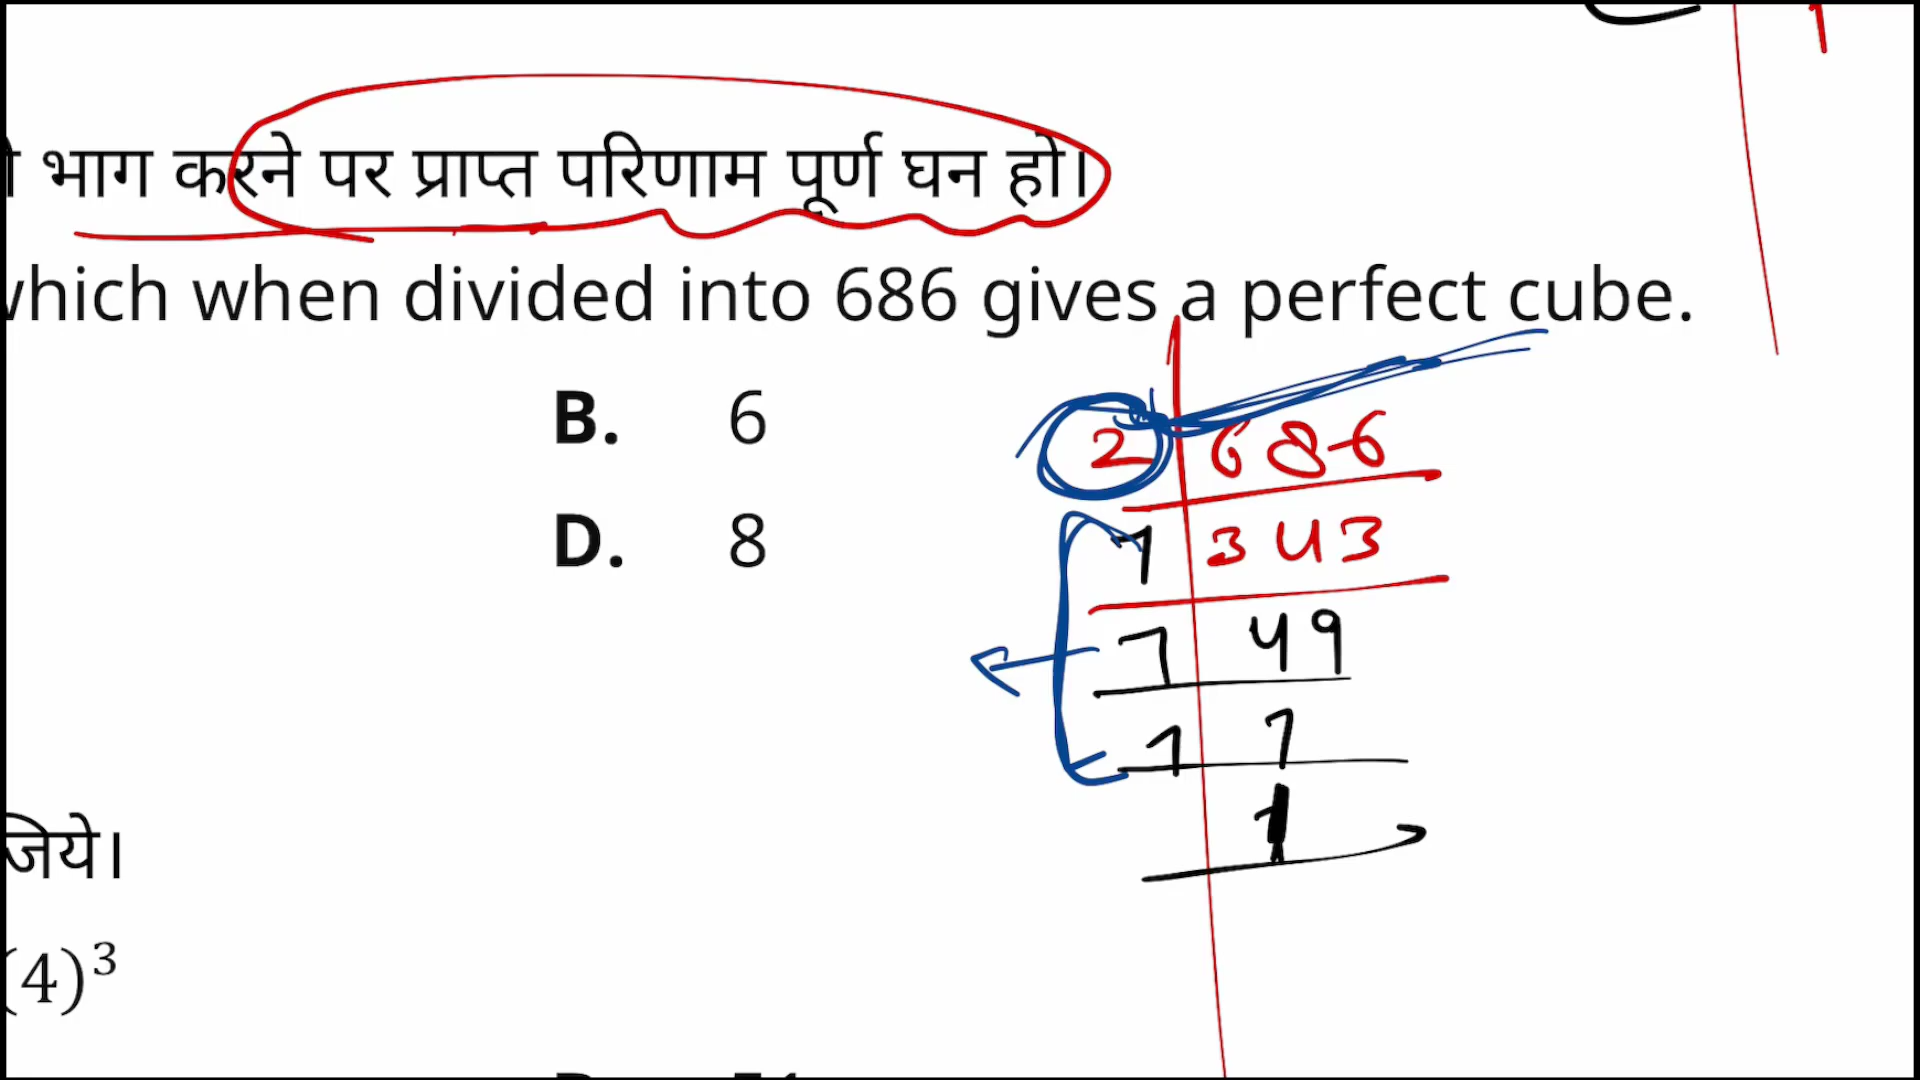 भाग करने पर प्राप्त परिणाम पूर्ण घन हो।
which when divided into 686 gives a perfect cube.
B. 6
D. 8
2 686
7 343
7 49
7 7
1
जिये।
(4)³